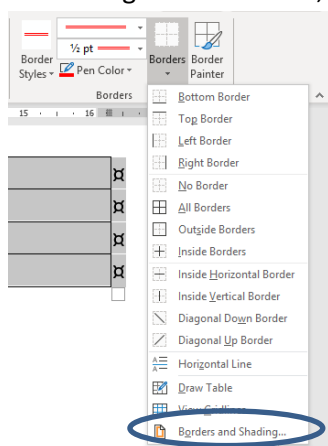 ½ pt
Border Styles
Pen Color
Borders
Border Painter
Borders
15 16
Bottom Border
Top Border
Left Border
Right Border
No Border
All Borders
Outside Borders
Inside Borders
Inside Horizontal Border
Inside Vertical Border
Diagonal Down Border
Diagonal Up Border
Horizontal Line
Draw Table
View Gridlines
Borders and Shading...